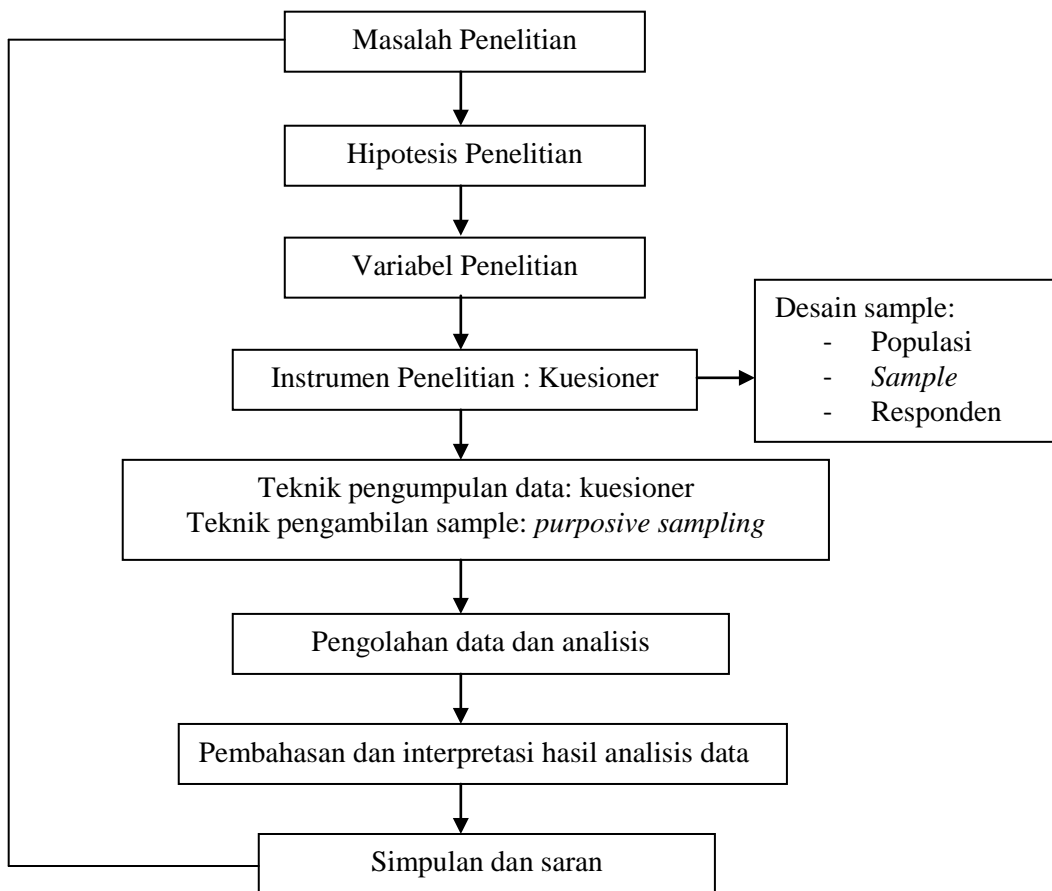 Masalah Penelitian
Hipotesis Penelitian
Variabel Penelitian
Instrumen Penelitian : Kuesioner
Desain sample:
- Populasi
- Sample
- Responden
Teknik pengumpulan data: kuesioner
Teknik pengambilan sample: purposive sampling
Pengolahan data dan analisis
Pembahasan dan interpretasi hasil analisis data
Simpulan dan saran